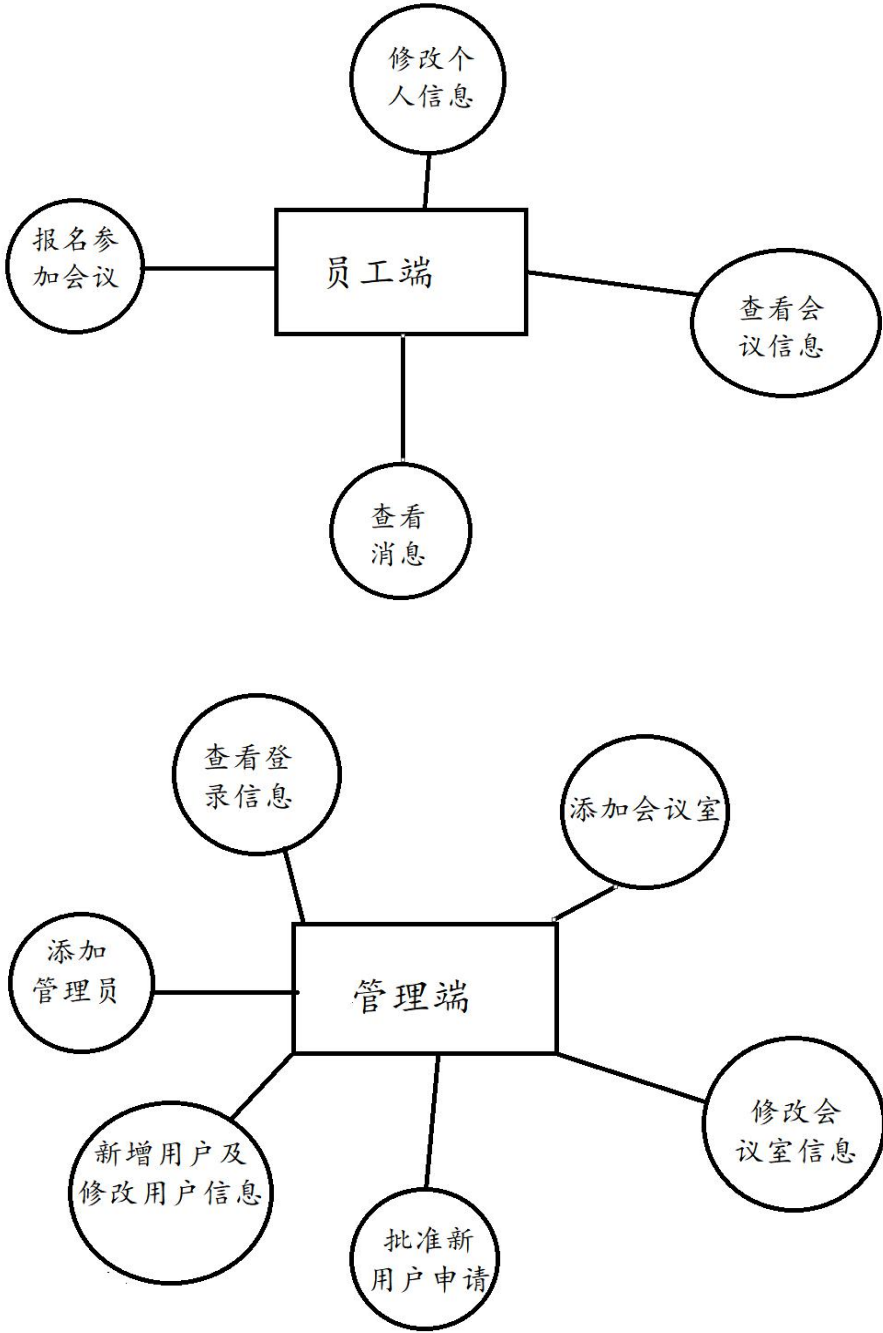 修改个
人信息
报名参
加会议
员工端
查看会
议信息
查看
消息
查看登
录信息
添加会议室
添加
管理员
管理端
修改会
议室信息
新增用户及
修改用户信息
批准新
用户申请